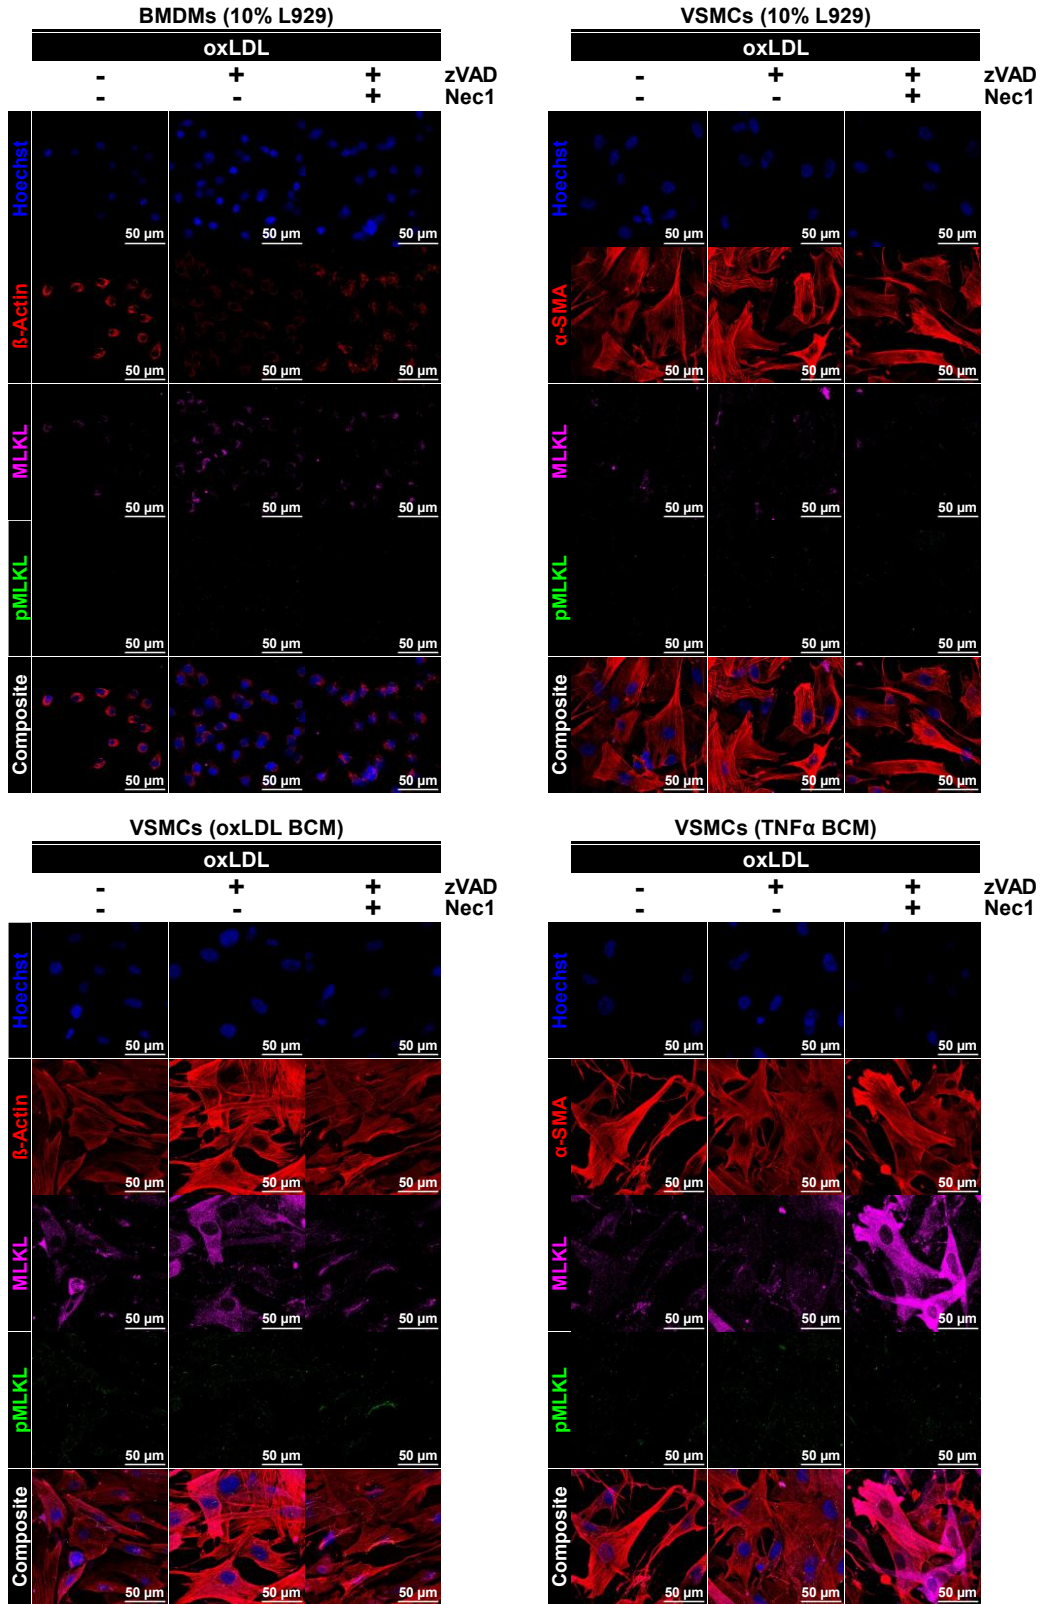 BMDMs (10% L929)
oxLDL
- + + zVAD
- - + Nec1
Hoechst
50 µm 50 µm 50 µm
ß-Actin
50 µm 50 µm 50 µm
MLKL
50 µm 50 µm 50 µm
pMLKL
50 µm 50 µm 50 µm
Composite
50 µm 50 µm 50 µm
VSMCs (10% L929)
oxLDL
- + + zVAD
- - + Nec1
Hoechst
50 µm 50 µm 50 µm
α-SMA
50 µm 50 µm 50 µm
MLKL
50 µm 50 µm 50 µm
pMLKL
50 µm 50 µm 50 µm
Composite
50 µm 50 µm 50 µm
VSMCs (oxLDL BCM)
oxLDL
- + + zVAD
- - + Nec1
Hoechst
50 µm 50 µm 50 µm
ß-Actin
50 µm 50 µm 50 µm
MLKL
50 µm 50 µm 50 µm
pMLKL
50 µm 50 µm 50 µm
Composite
50 µm 50 µm 50 µm
VSMCs (TNFα BCM)
oxLDL
- + + zVAD
- - + Nec1
Hoechst
50 µm 50 µm 50 µm
α-SMA
50 µm 50 µm 50 µm
MLKL
50 µm 50 µm 50 µm
pMLKL
50 µm 50 µm 50 µm
Composite
50 µm 50 µm 50 µm